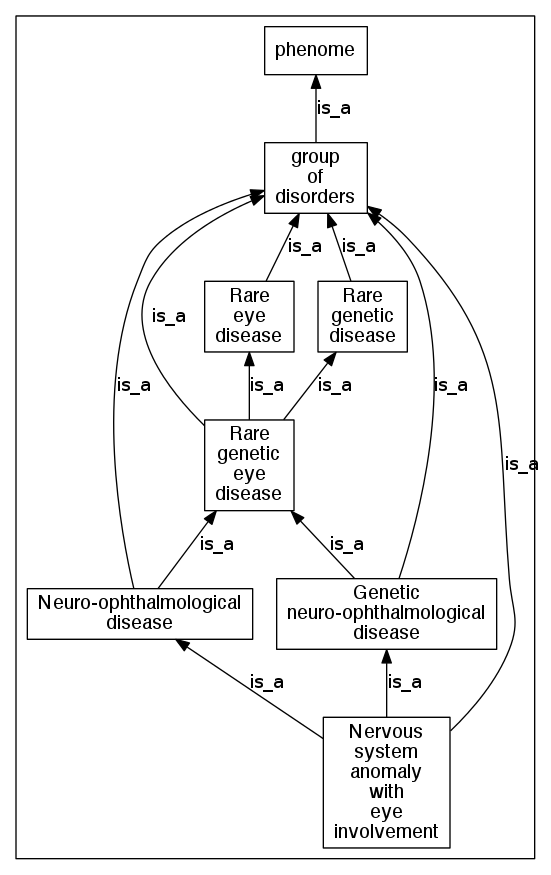 phenome
is_a
group
of
disorders
is_a
is_a
Rare
eye
disease
Rare
genetic
disease
is_a
is_a
is_a
is_a
is_a
Rare
genetic
eye
disease
is_a
is_a
is_a
Neuro-ophthalmological
disease
Genetic
neuro-ophthalmological
disease
is_a
is_a
Nervous
system
anomaly
with
eye
involvement